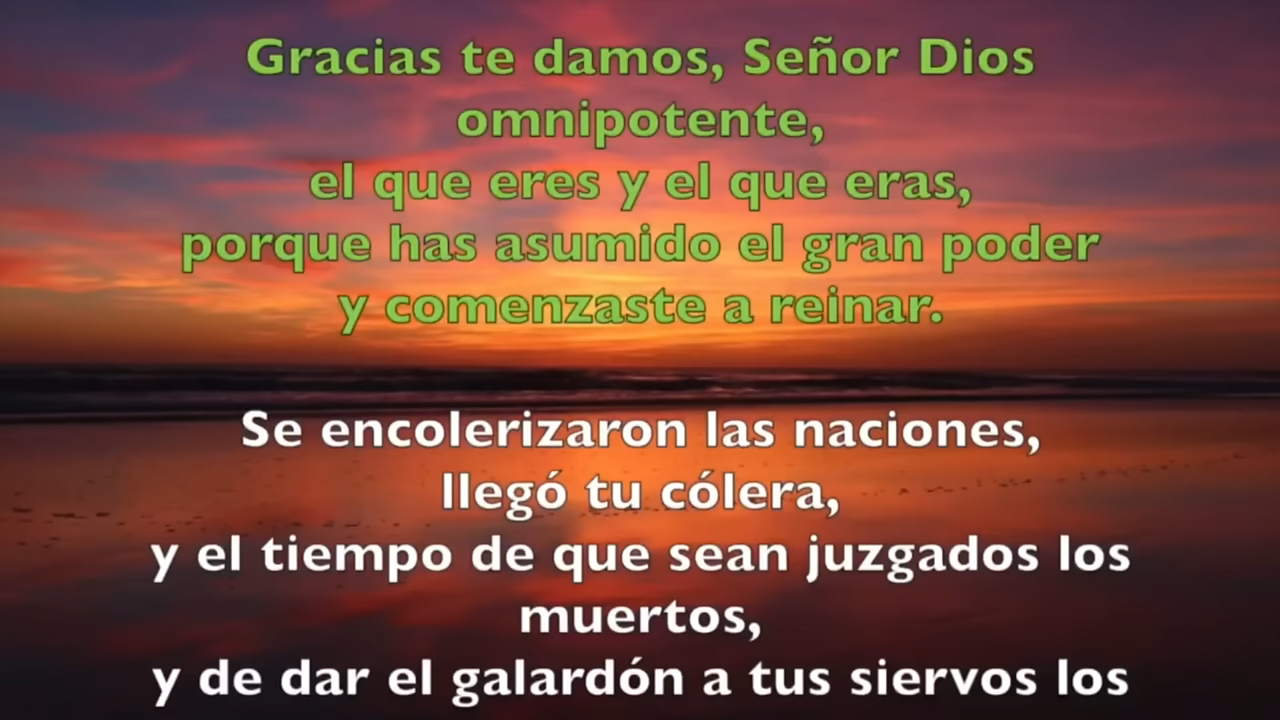 Gracias te damos, Señor Dios
omnipotente,
el que eres y el que eras,
porque has asumido el gran poder
y comenzaste a reinar.
Se encolerizaron las naciones,
llegó tu cólera,
y el tiempo de que sean juzgados los
muertos,
y de dar el galardón a tus siervos los